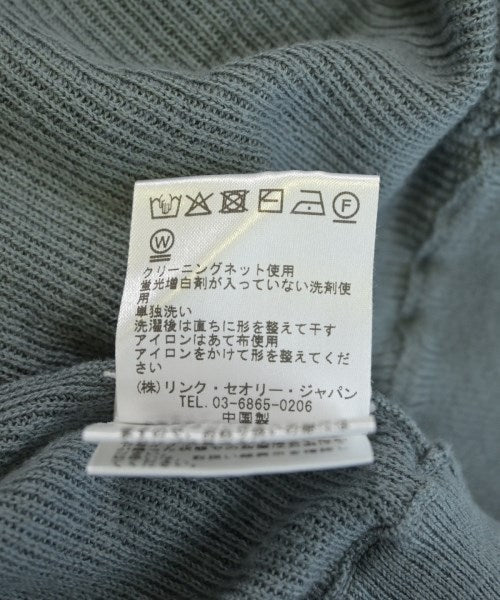 F
W
クリーニングネット使用
蛍光増白剤が入っていない洗剤使
用
単独洗い
洗濯後は直ちに形を整えて干す
アイロンはあて布使用
アイロンをかけて形を整えてくだ
さい
(株)リンク・セオリー・ジャパン
TEL. 03-6865-0206
中国製